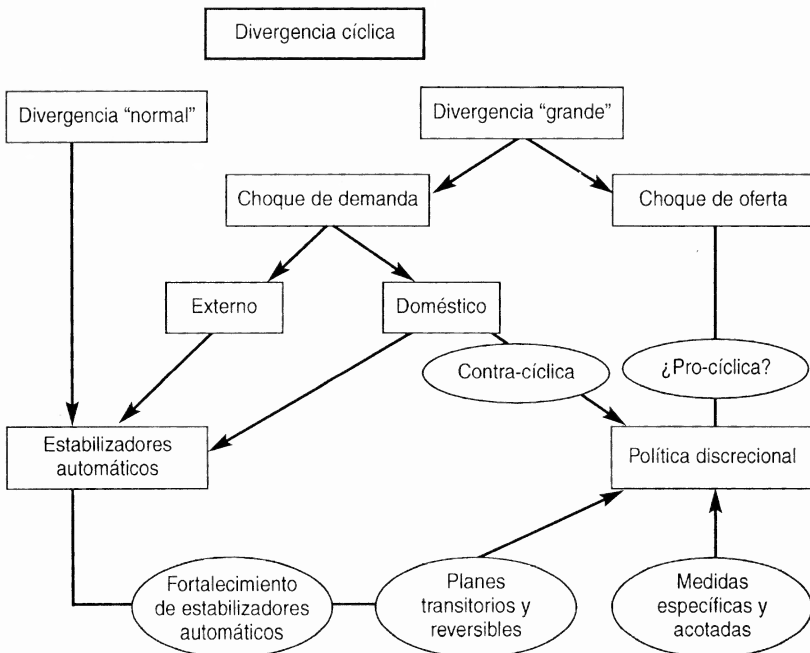 Divergencia cíclica
Divergencia “normal”
Divergencia “grande”
Choque de demanda
Choque de oferta
Externo
Doméstico
Contra-cíclica
¿Pro-cíclica?
Estabilizadores
automáticos
Política discrecional
Fortalecimiento
de estabilizadores
automáticos
Planes
transitorios y
reversibles
Medidas
específicas y
acotadas